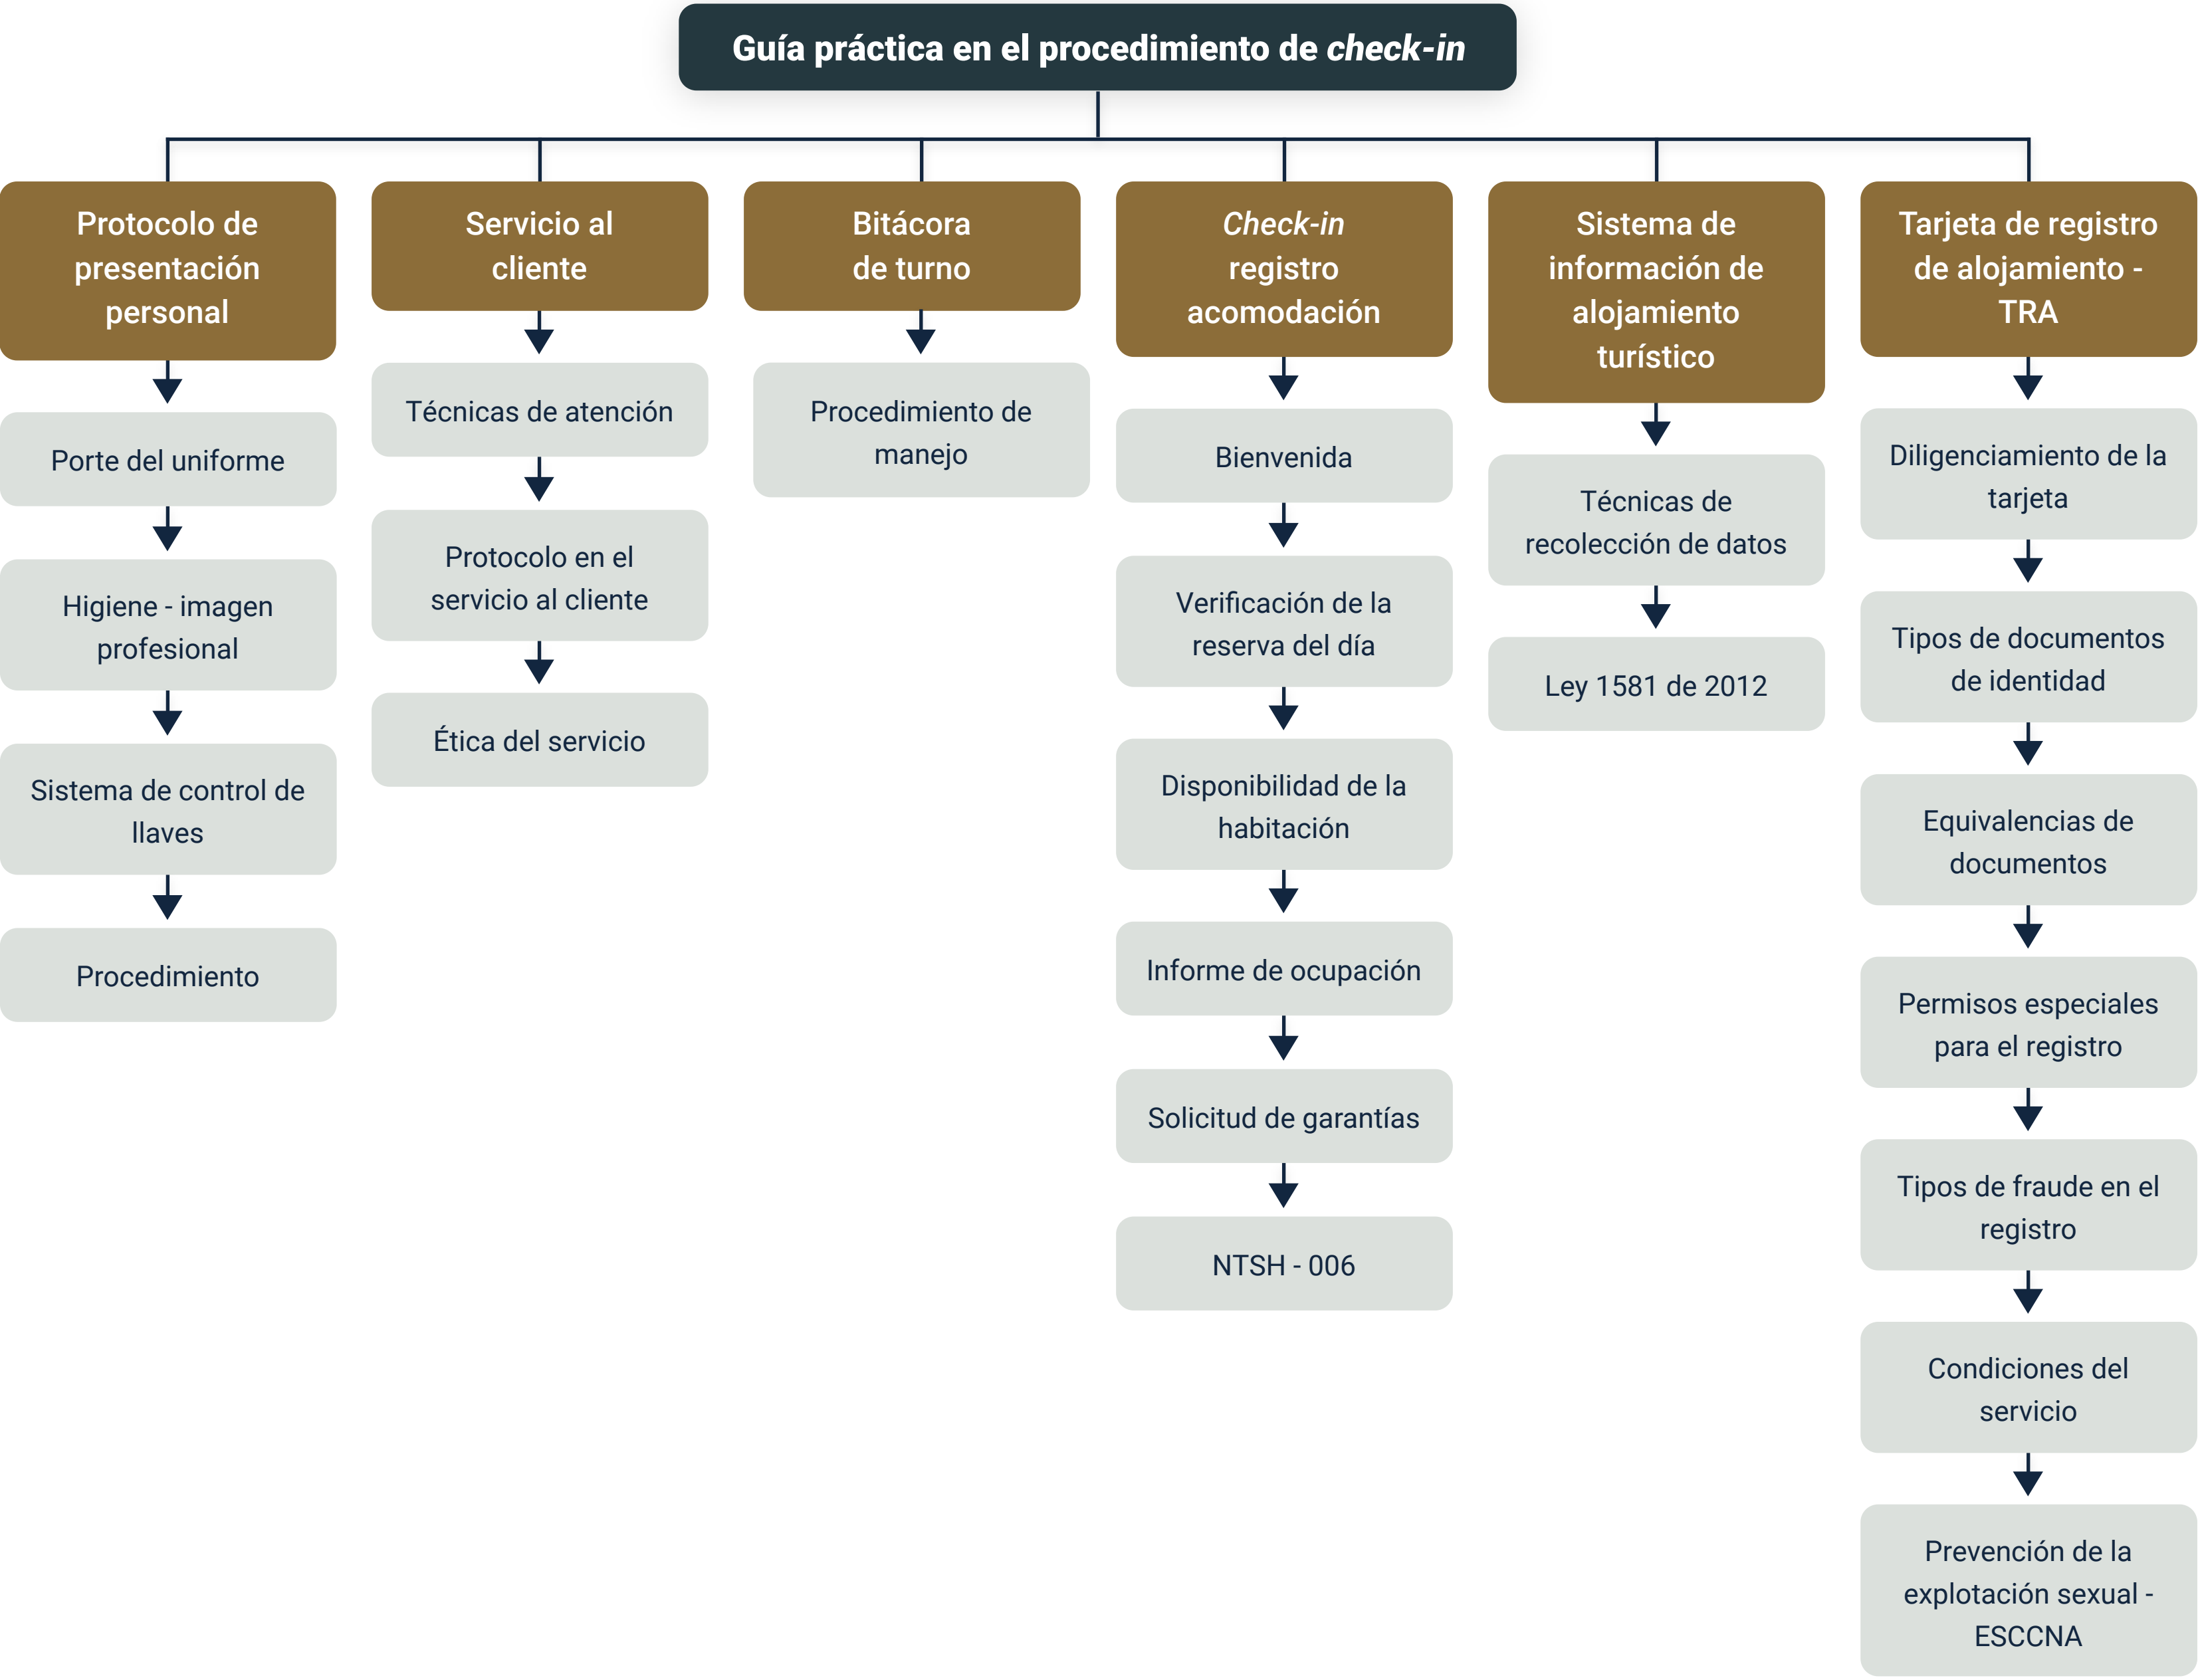 Guía práctica en el procedimiento de check-in
Protocolo de
presentación
personal
Porte del uniforme
Higiene - imagen
profesional
Sistema de control de
llaves
Procedimiento
Servicio al
cliente
Técnicas de atención
Protocolo en el
servicio al cliente
Ética del servicio
Bitácora
de turno
Procedimiento de
manejo
Check-in
registro
acomodación
Bienvenida
Verificación de la
reserva del día
Disponibilidad de la
habitación
Informe de ocupación
Solicitud de garantías
NTSH - 006
Sistema de
información de
alojamiento
turístico
Técnicas de
recolección de datos
Ley 1581 de 2012
Tarjeta de registro
de alojamiento -
TRA
Diligenciamiento de la
tarjeta
Tipos de documentos
de identidad
Equivalencias de
documentos
Permisos especiales
para el registro
Tipos de fraude en el
registro
Condiciones del
servicio
Prevención de la
explotación sexual -
ESCCNA